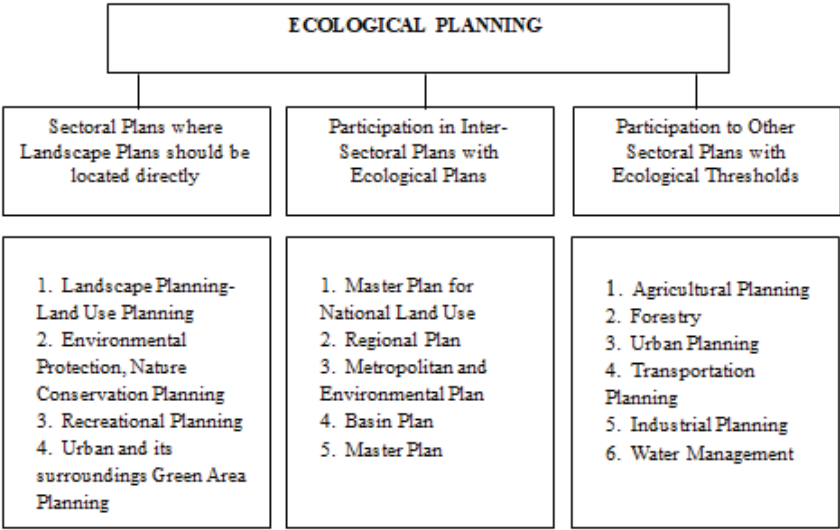 ECOLOGICAL PLANNING
Sectoral Plans where
Landscape Plans should be
located directly
Participation in Inter-
Sectoral Plans with
Ecological Plans
Participation to Other
Sectoral Plans with
Ecological Thresholds
1. Landscape Planning-
Land Use Planning
2. Environmental
Protection, Nature
Conservation Planning
3. Recreational Planning
4. Urban and its
surroundings Green Area
Planning
1. Master Plan for
National Land Use
2. Regional Plan
3. Metropolitan and
Environmental Plan
4. Basin Plan
5. Master Plan
1. Agricultural Planning
2. Forestry
3. Urban Planning
4. Transportation
Planning
5. Industrial Planning
6. Water Management